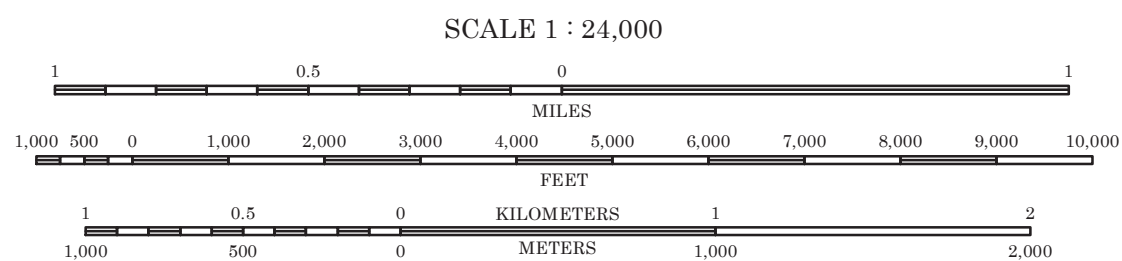 SCALE 1 : 24,000
1 0.5 0 1
MILES
1,000 500 0 1,000 2,000 3,000 4,000 5,000 6,000 7,000 8,000 9,000 10,000
FEET
1 0.5 0 KILOMETERS 1 2
1,000 500 0 METERS 1,000 2,000